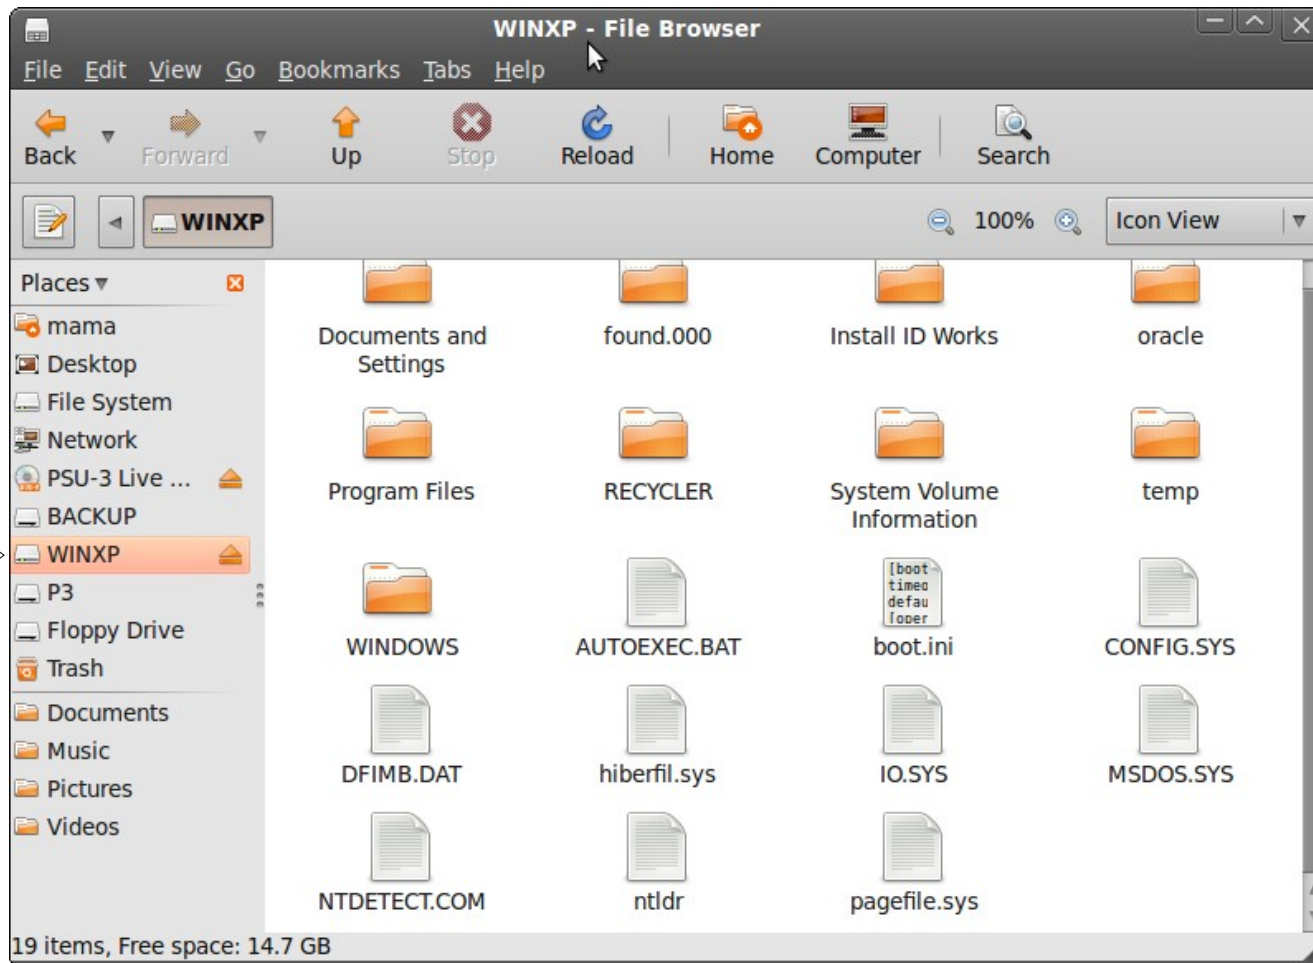 WINXP - File Browser
File Edit View Go Bookmarks Tabs Help
Back Forward Up Stop Reload Home Computer Search
WINXP 100% Icon View
Places
mama
Desktop
File System
Network
PSU-3 Live ...
BACKUP
WINXP
P3
Floppy Drive
Trash
Documents
Music
Pictures
Videos
Documents and
Settings
found.000
Install ID Works
oracle
Program Files
RECYCLER
System Volume
Information
temp
WINDOWS
AUTOEXEC.BAT
[boot
timeo
defau
[oper
boot.ini
CONFIG.SYS
DFIMB.DAT
hiberfil.sys
IO.SYS
MSDOS.SYS
NTDETECT.COM
ntldr
pagefile.sys
19 items, Free space: 14.7 GB